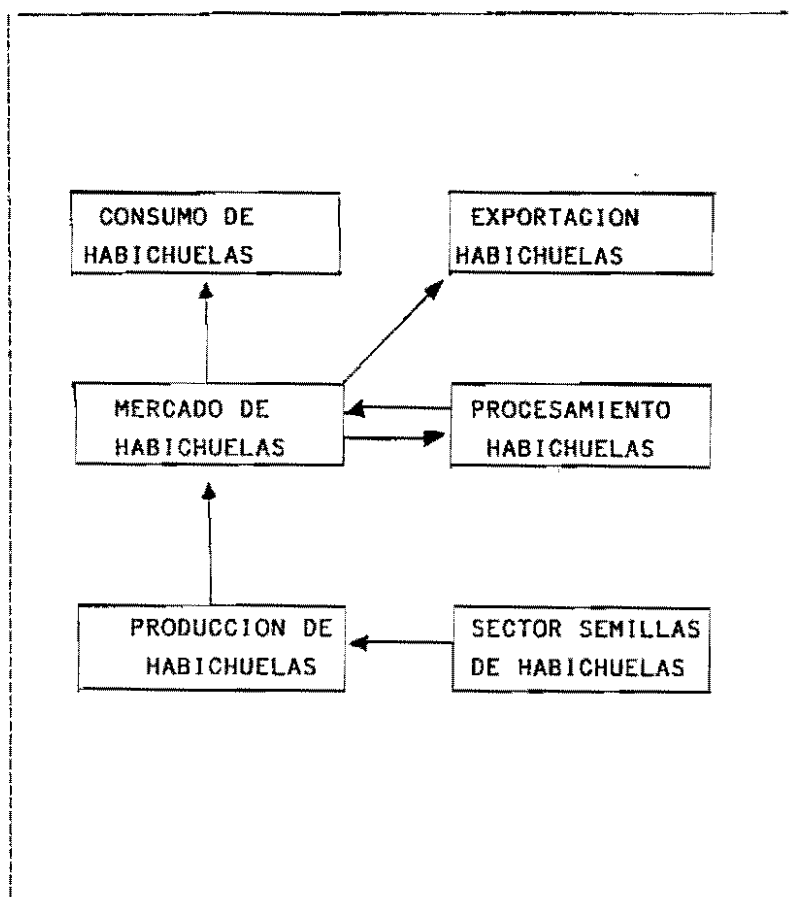 CONSUMO DE
HABICHUELAS
EXPORTACION
HABICHUELAS
MERCADO DE
HABICHUELAS
PROCESAMIENTO
HABICHUELAS
PRODUCCION DE
HABICHUELAS
SECTOR SEMILLAS
DE HABICHUELAS